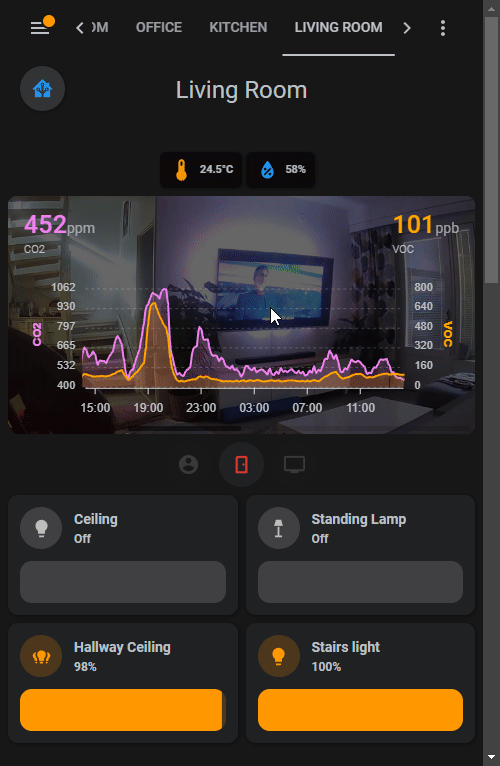 OM OFFICE KITCHEN LIVING ROOM
Living Room
24.5°C 58%
452ppm 101ppb
CO2 VOC
1062 800
930 640
797 480
665 320
532 160
400 0
CO2 VOC
15:00 19:00 23:00 03:00 07:00 11:00
Ceiling
Off
Standing Lamp
Off
Hallway Ceiling
98%
Stairs light
100%